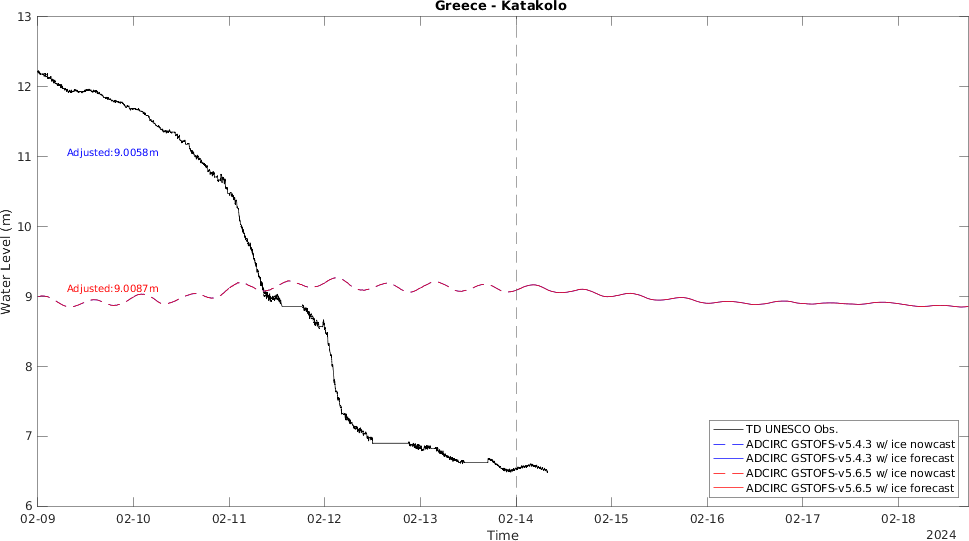 Greece - Katakolo
13
12
11
10
9
8
7
6
Water Level (m)
Adjusted:9.0058m
Adjusted:9.0087m
TD UNESCO Obs.
ADCIRC GSTOFS-v5.4.3 w/ ice nowcast
ADCIRC GSTOFS-v5.4.3 w/ ice forecast
ADCIRC GSTOFS-v5.6.5 w/ ice nowcast
ADCIRC GSTOFS-v5.6.5 w/ ice forecast
02-09 02-10 02-11 02-12 02-13 02-14 02-15 02-16 02-17 02-18
Time
2024